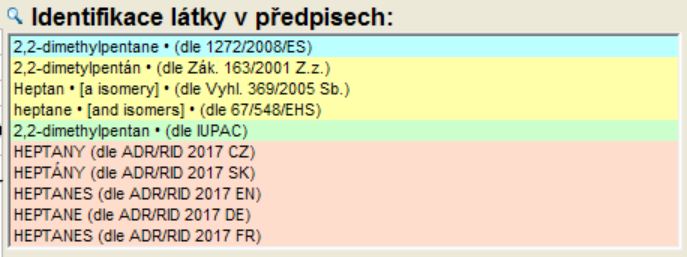 Identifikace látky v předpisech:
2,2-dimethylpentane • (dle 1272/2008/ES)
2,2-dimetylpentán • (dle Zák. 163/2001 Z.z.)
Heptan • [a isomery] • (dle Vyhl. 369/2005 Sb.)
heptane • [and isomers] • (dle 67/548/EHS)
2,2-dimethylpentan • (dle IUPAC)
HEPTANY (dle ADR/RID 2017 CZ)
HEPTÁNY (dle ADR/RID 2017 SK)
HEPTANES (dle ADR/RID 2017 EN)
HEPTANE (dle ADR/RID 2017 DE)
HEPTANES (dle ADR/RID 2017 FR)